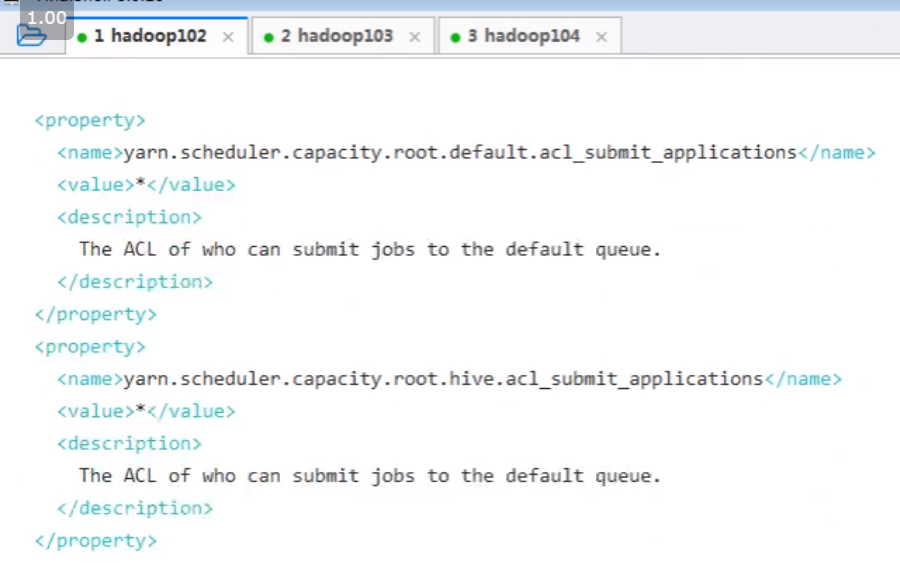 1.00
1 hadoop102 ×
2 hadoop103 ×
3 hadoop104 ×
<property>
<name>yarn.scheduler.capacity.root.default.acl_submit_applications</name>
<value>*</value>
<description>
The ACL of who can submit jobs to the default queue.
</description>
</property>
<property>
<name>yarn.scheduler.capacity.root.hive.acl_submit_applications</name>
<value>*</value>
<description>
The ACL of who can submit jobs to the default queue.
</description>
</property>